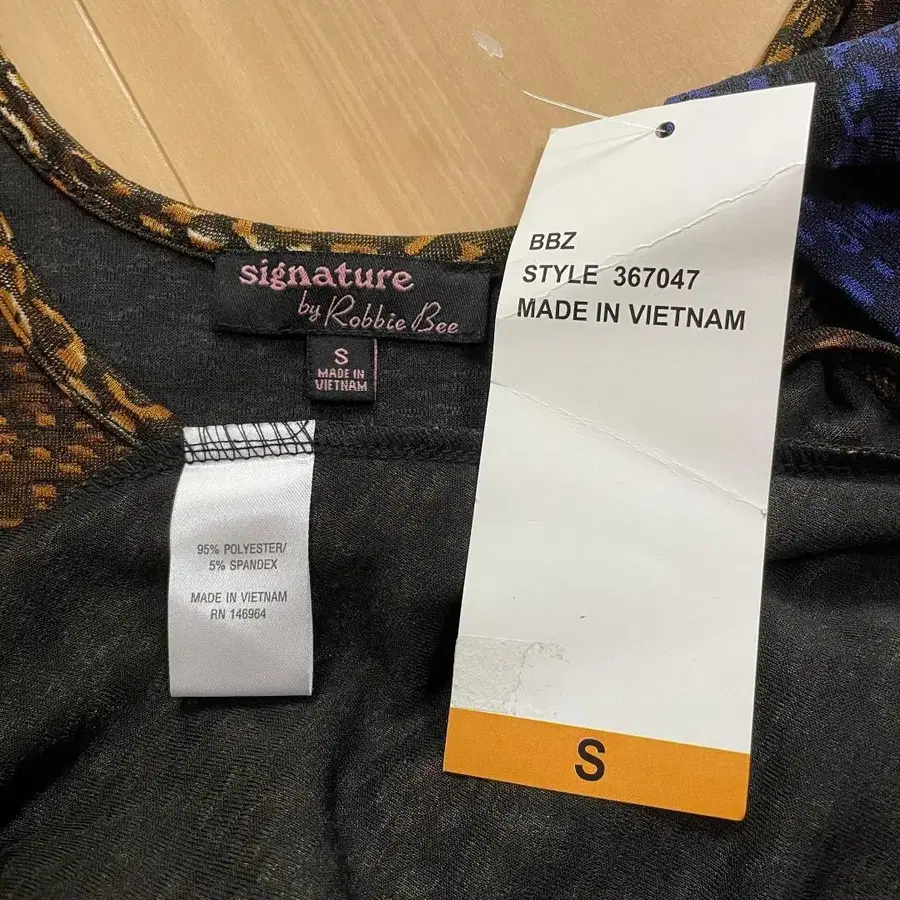 signature
by Robbie Bee
S
MADE IN
VIETNAM
95% POLYESTER/
5% SPANDEX
MADE IN VIETNAM
RN 146964
BBZ
STYLE 367047
MADE IN VIETNAM
S